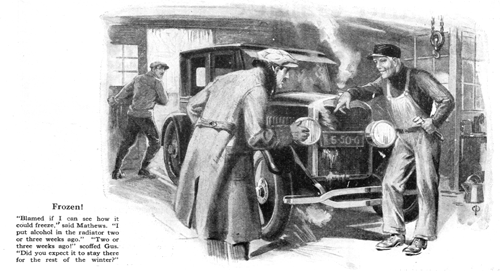 5-50-0
Frozen!
"Blamed if I can see how it
could freeze," said Mathews. "I
put alcohol in the radiator two
or three weeks ago." "Two or
three weeks ago!" scoffed Gus.
"Did you expect it to stay there
for the rest of the winter?"